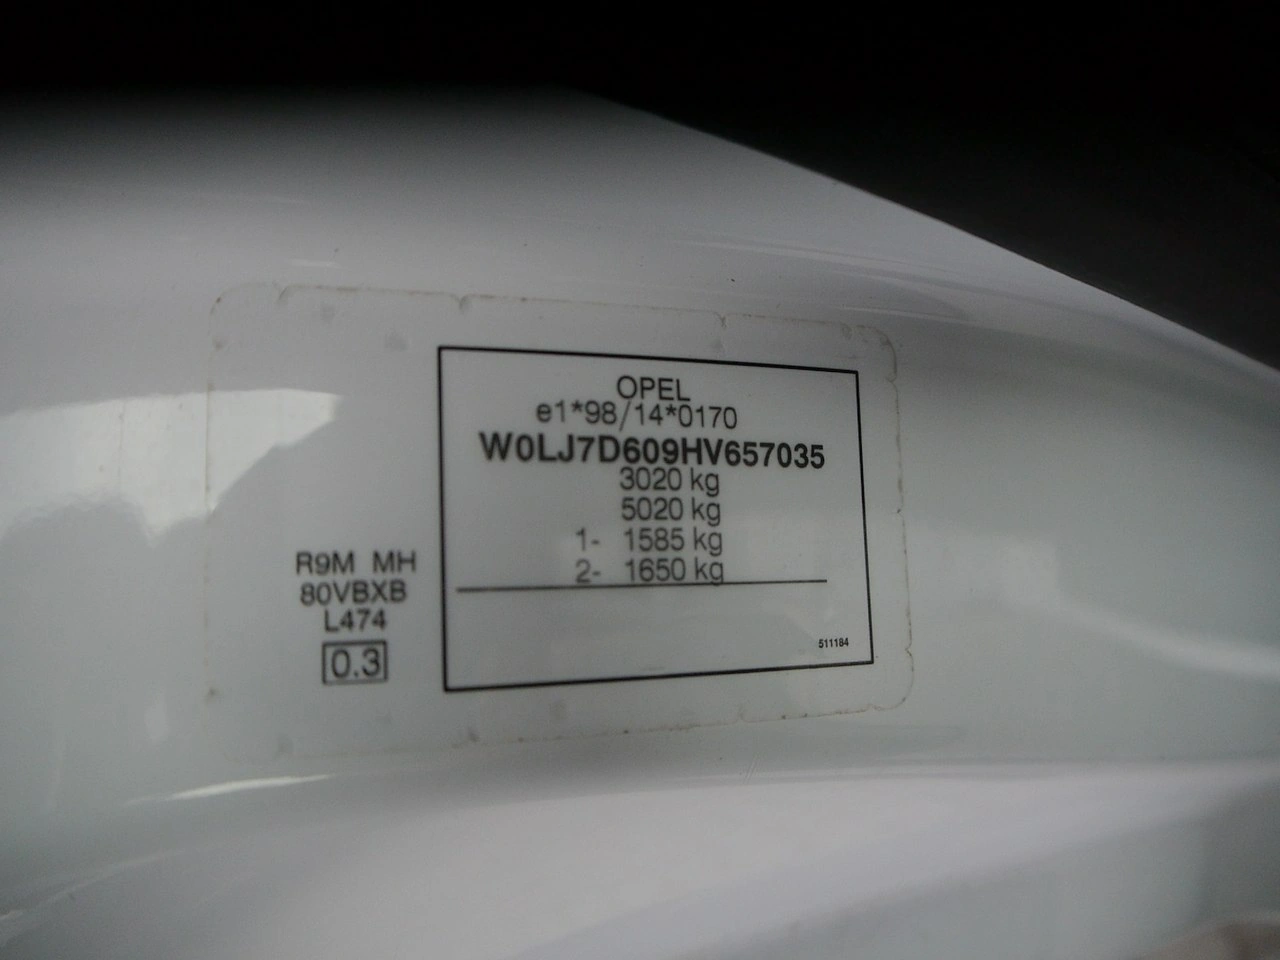 OPEL
e1*98/14*0170
W0LJ7D609HV657035
3020 kg
5020 kg
1- 1585 kg
2- 1650 kg
R9M MH
80VBXB
L474
0.3
511184